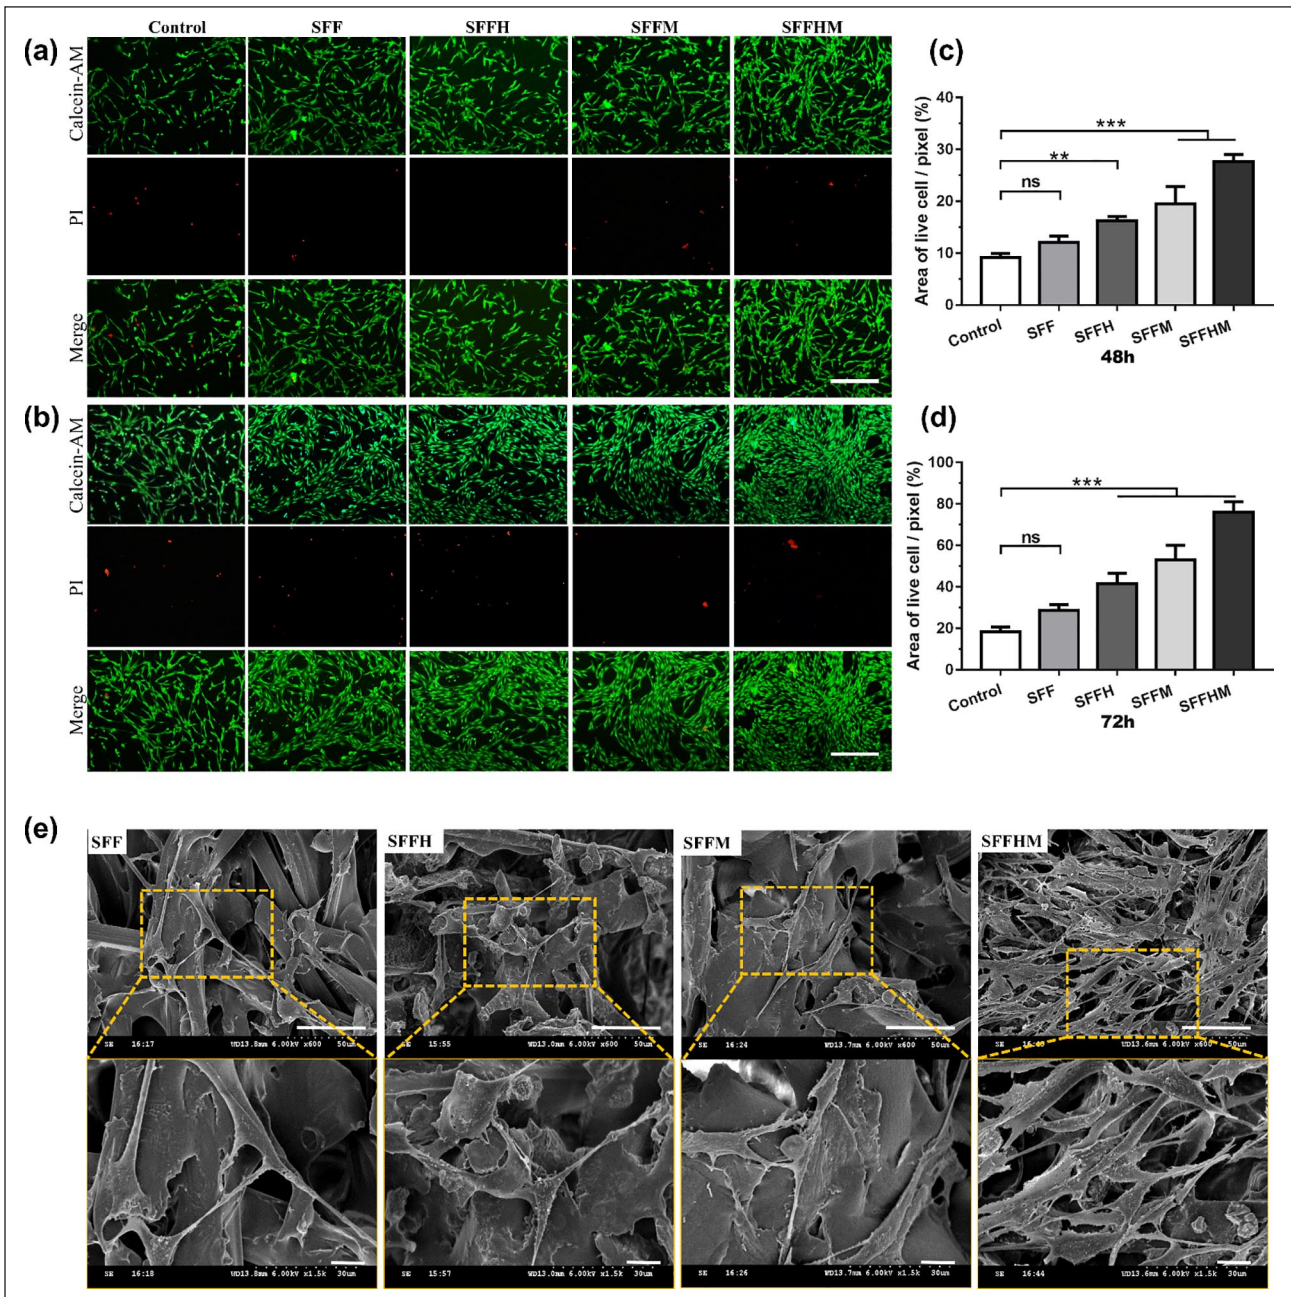 (a)
Control
SFF
SFFH
SFFM
SFFHM
Calccin-AM
PI
Merge
(b)
Calccin-AM
PI
Merge
(c)
Area of live cell / pixel (%)
40
30
20
10
0
***
**
ns
Control
SFF
SFFH
SFFM
SFFHM
48h
(d)
Area of live cell / pixel (%)
100
80
60
40
20
0
***
ns
Control
SFF
SFFH
SFFM
SFFHM
72h
(e)
SFF
SE 16:17 WD13.8mm 6.00kV x600 50um
SFFH
SE 15:55 WD13.0mm 6.00kV x600 50um
SFFM
SE 16:24 WD13.7mm 6.00kV x600 50um
SFFHM
SE WD13.6mm 6.00kV x600 50um
SE 16:18 WD13.8mm 6.00kV x1.5k 30um
SE 15:57 WD13.0mm 6.00kV x1.5k 30um
SE 16:26 WD13.7mm 6.00kV x1.5k 30um
SE 16:44 WD13.6mm 6.00kV x1.5k 30um